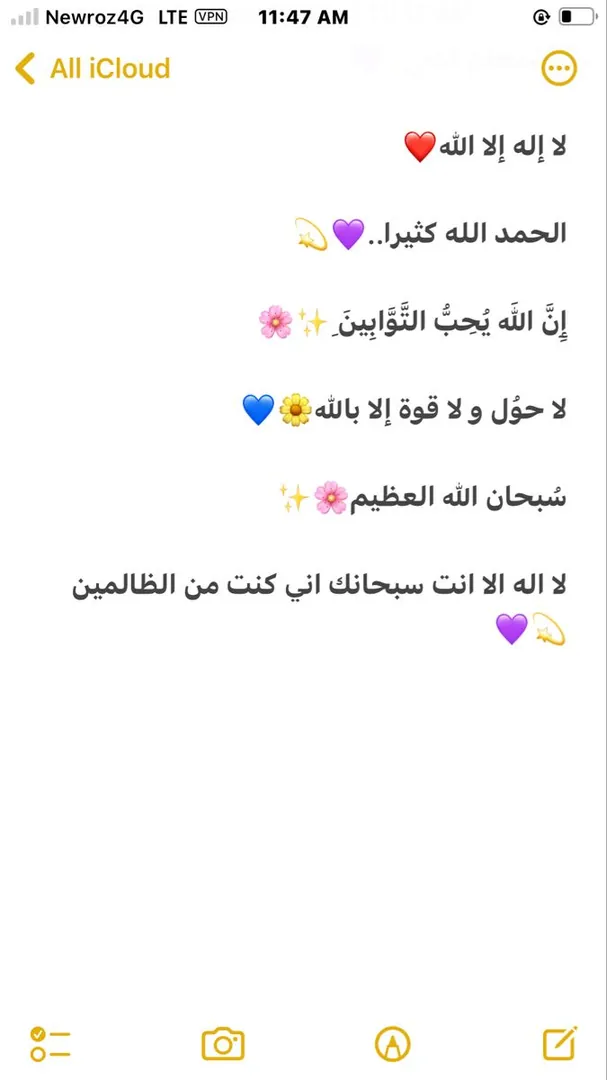 Newroz4G LTE VPN 11:47 AM
All iCloud
لا إله إلا الله❤️
الحمد الله كثيرا..💜💫
إِنَّ اللَه يُحِبُّ التَّوَّابِينَ ِ✨🌸
لا حوُل و لا قوة إلا بالله🌼💙
سُبحان الله العظيم🌸✨
لا اله الا انت سبحانك اني كنت من الظالمين
💫💜